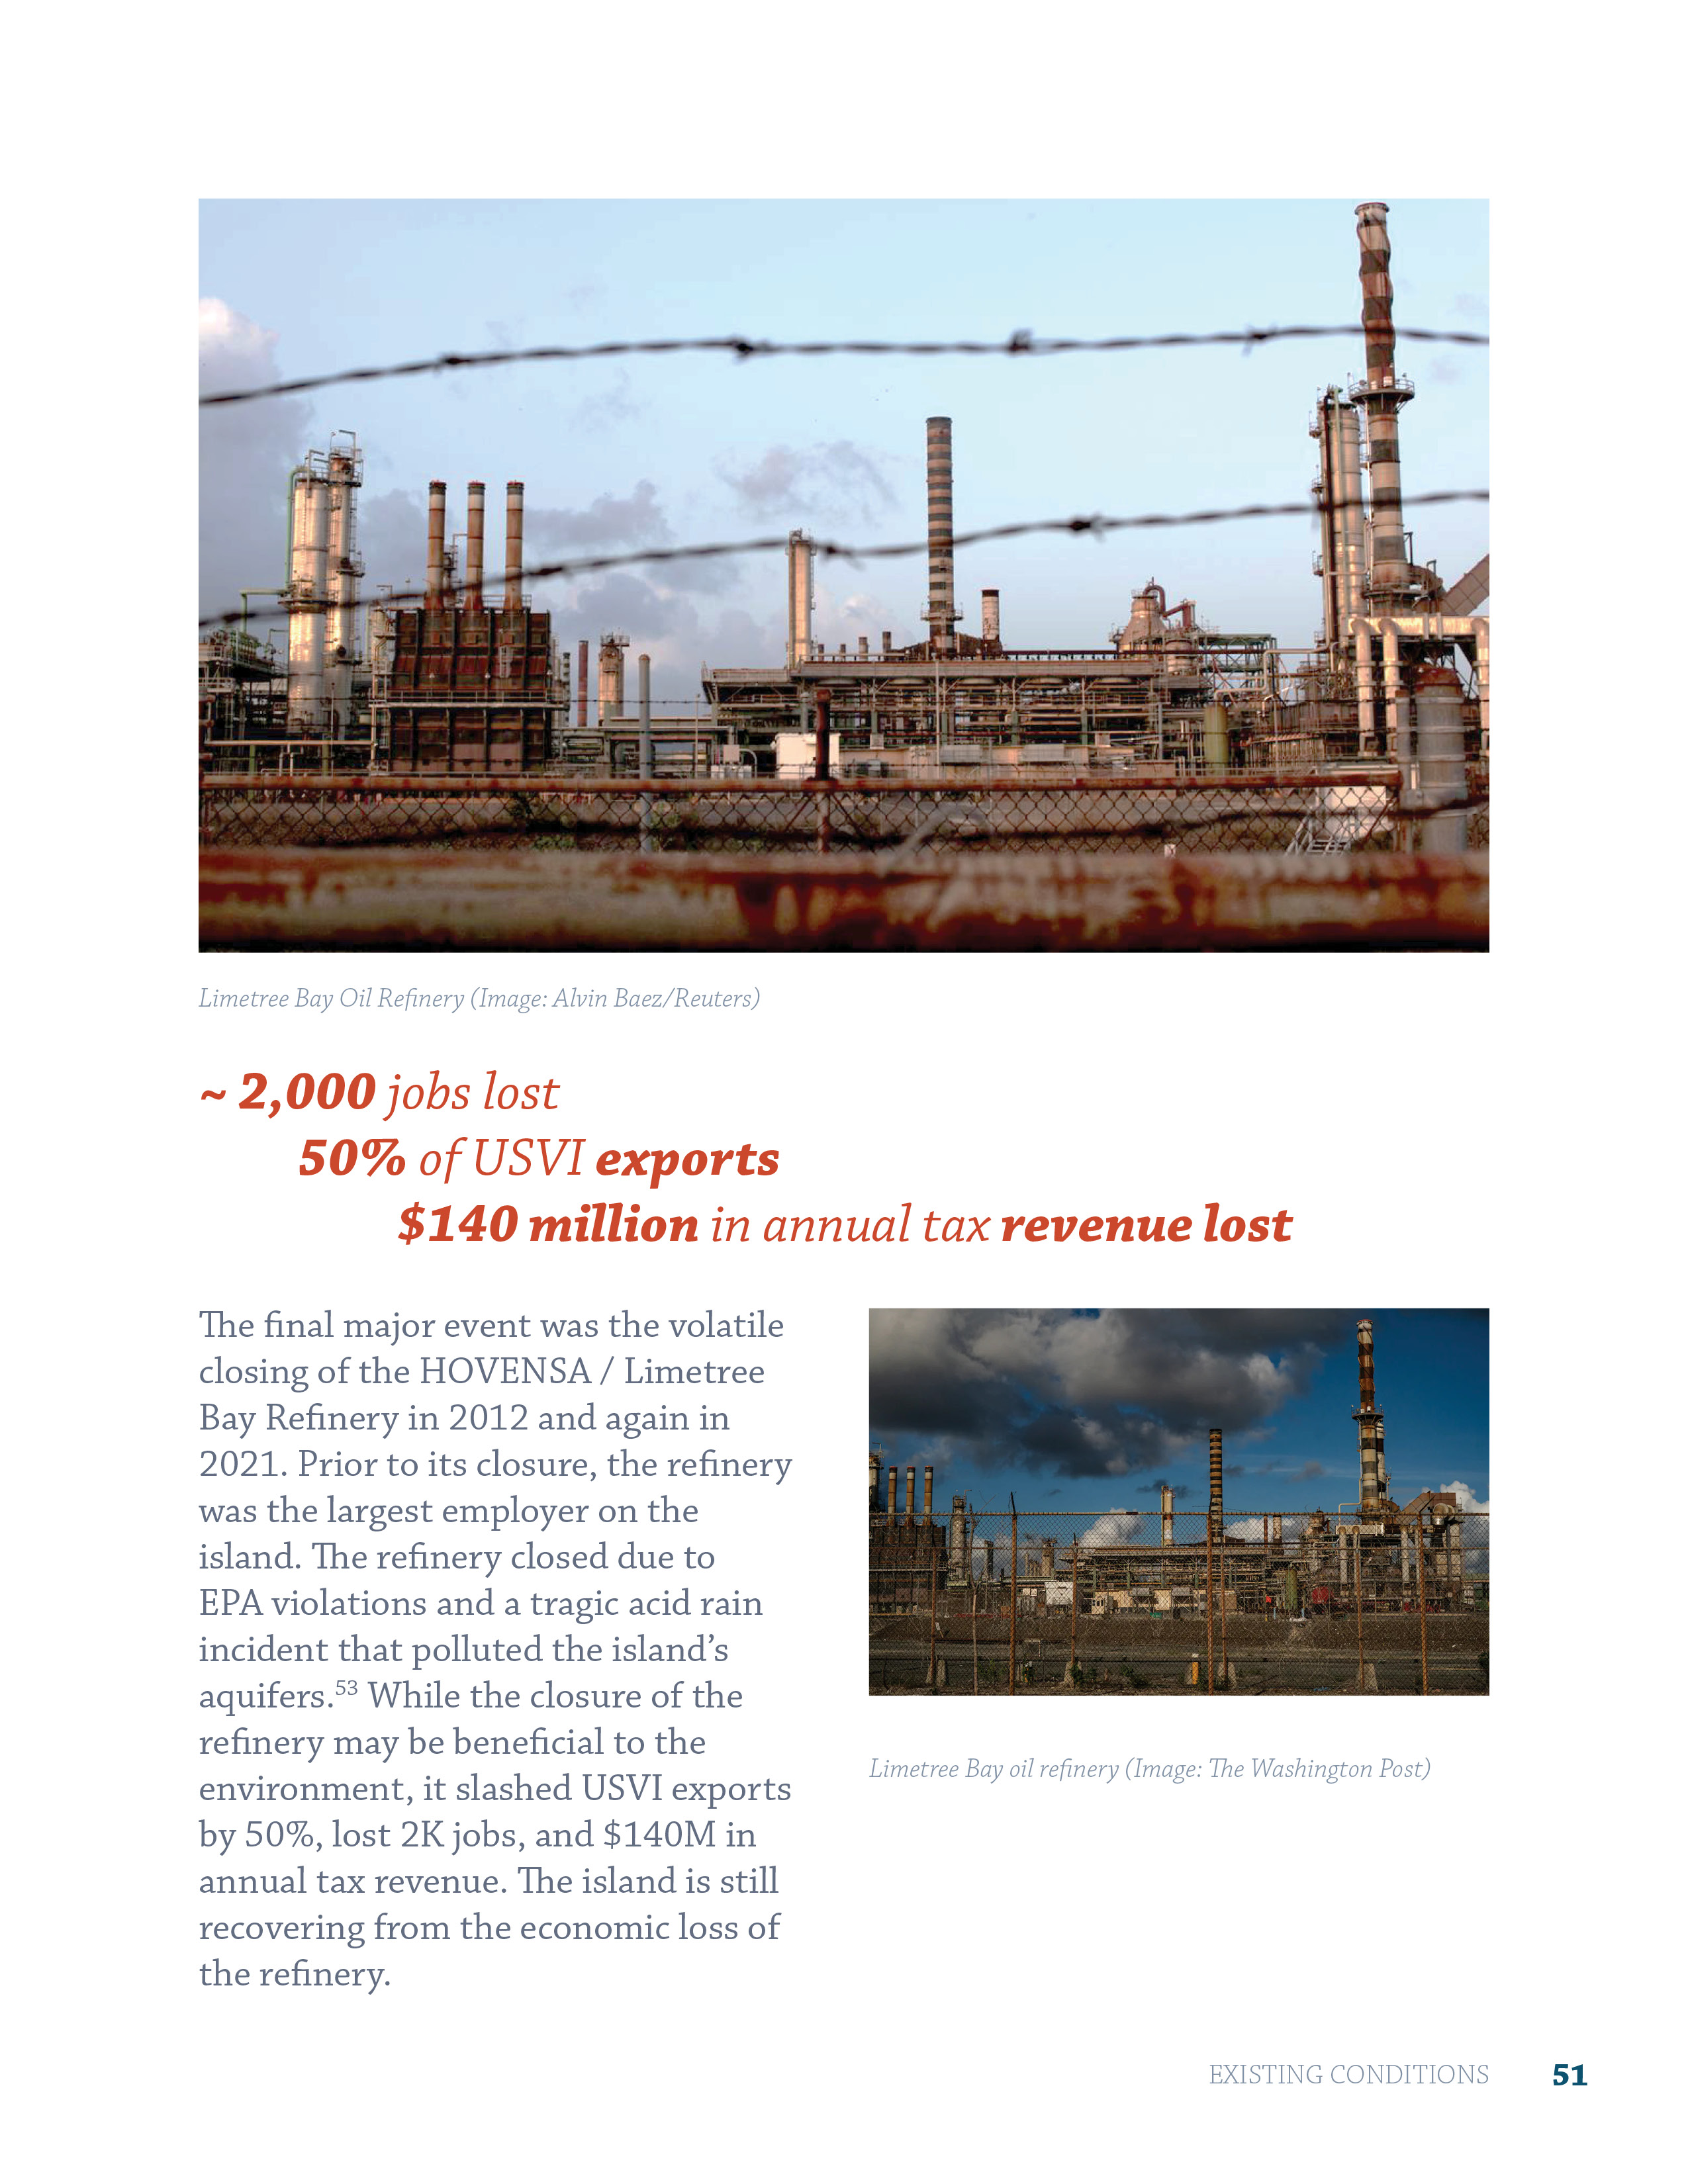 Limetree Bay Oil Refinery (Image: Alvin Baez/Reuters)
~ 2,000 jobs lost
50% of USVI exports
$140 million in annual tax revenue lost
The final major event was the volatile
closing of the HOVENSA / Limetree
Bay Refinery in 2012 and again in
2021. Prior to its closure, the refinery
was the largest employer on the
island. The refinery closed due to
EPA violations and a tragic acid rain
incident that polluted the island’s
aquifers.53 While the closure of the
refinery may be beneficial to the
environment, it slashed USVI exports
by 50%, lost 2K jobs, and $140M in
annual tax revenue. The island is still
recovering from the economic loss of
the refinery.
Limetree Bay oil refinery (Image: The Washington Post)
EXISTING CONDITIONS 51